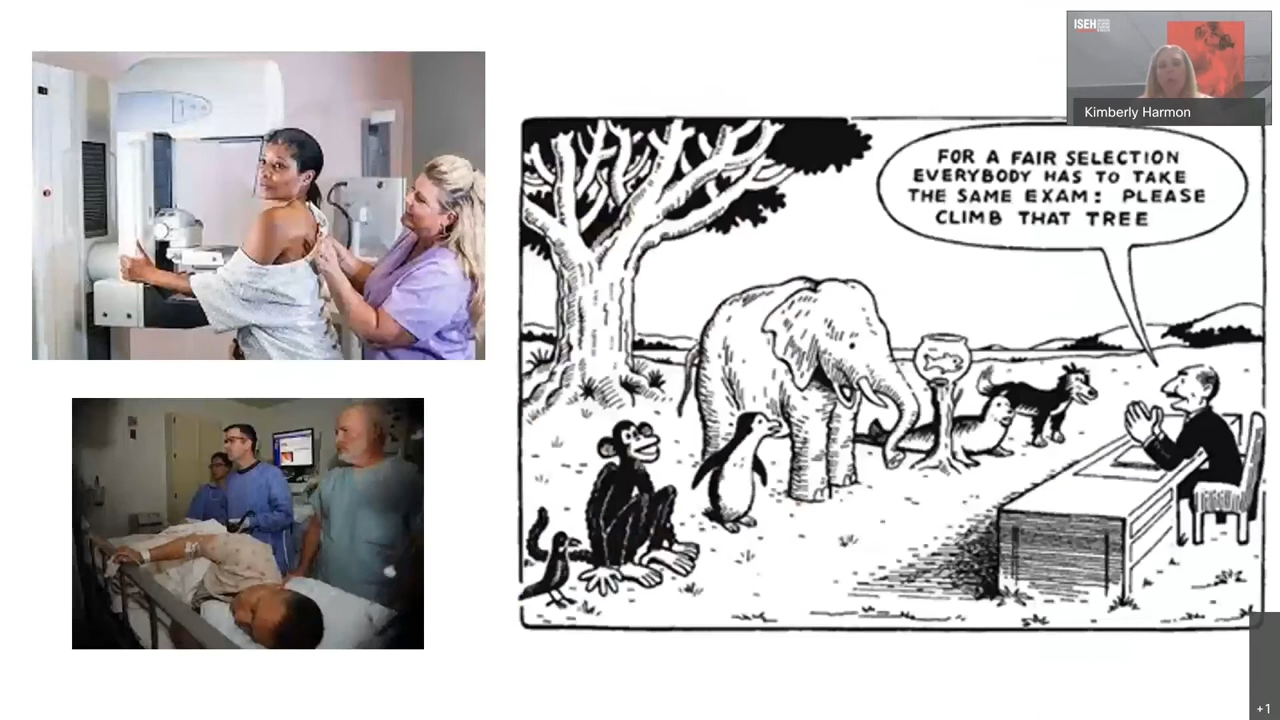 ISEH
Kimberly Harmon
FOR A FAIR SELECTION
EVERYBODY HAS TO TAKE
THE SAME EXAM: PLEASE
CLIMB THAT TREE
+1